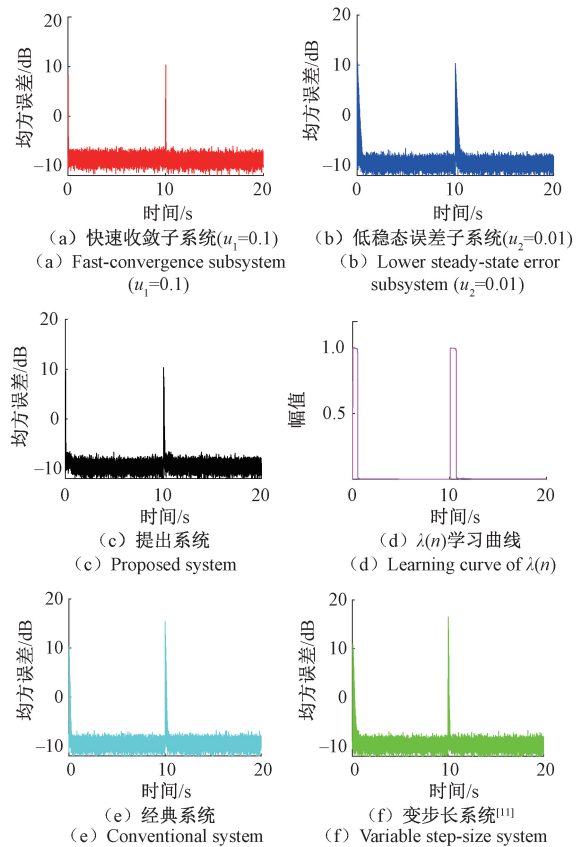 20
10
0
−10
均方误差/dB
0
10
20
时间/s
(a)快速收敛子系统(u1=0.1)
(a)Fast-convergence subsystem
(u1=0.1)
20
10
0
−10
均方误差/dB
0
10
20
时间/s
(b)低稳态误差子系统(u2=0.01)
(b)Lower steady-state error
subsystem (u2=0.01)
20
10
0
−10
均方误差/dB
0
10
20
时间/s
(c)提出系统
(c)Proposed system
1.0
0.5
幅值
0
10
20
时间/s
(d)λ(n)学习曲线
(d)Learning curve of λ(n)
20
10
0
−10
均方误差/dB
0
10
20
时间/s
(e)经典系统
(e)Conventional system
20
10
0
−10
均方误差/dB
0
10
20
时间/s
(f)变步长系统[11]
(f)Variable step-size system